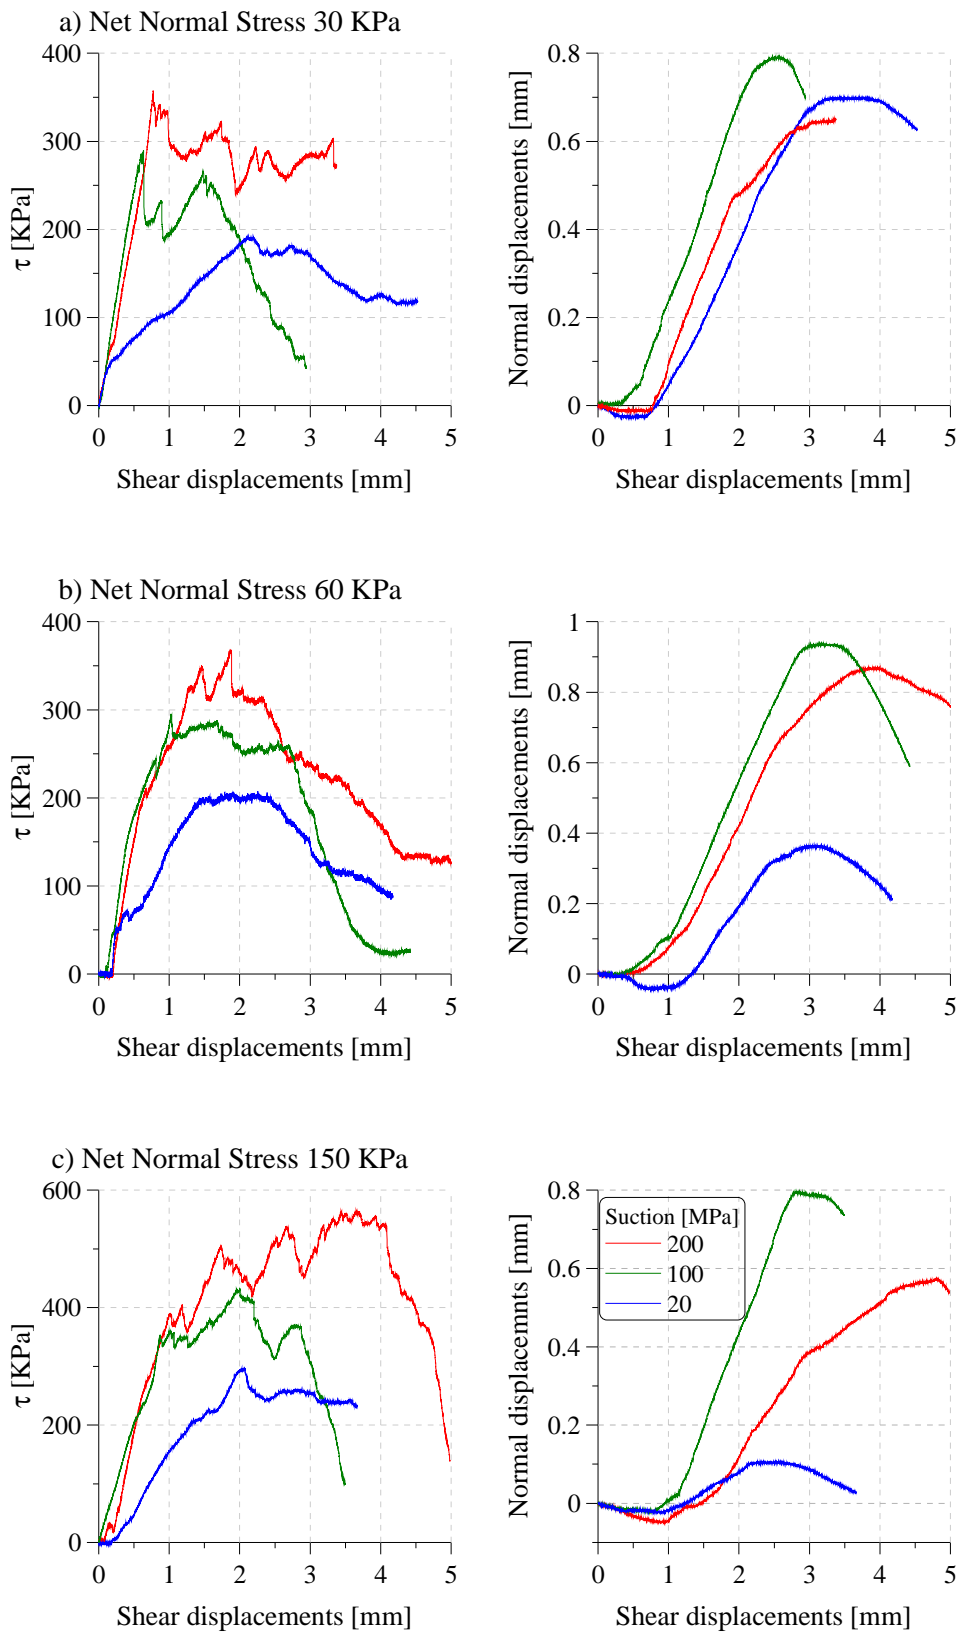 a) Net Normal Stress 30 KPa
400
300
200
100
0
τ [KPa]
0 1 2 3 4 5
Shear displacements [mm]
0.8
0.6
0.4
0.2
0
Normal displacements [mm]
0 1 2 3 4 5
Shear displacements [mm]
b) Net Normal Stress 60 KPa
400
300
200
100
0
τ [KPa]
0 1 2 3 4 5
Shear displacements [mm]
1
0.8
0.6
0.4
0.2
0
Normal displacements [mm]
0 1 2 3 4 5
Shear displacements [mm]
c) Net Normal Stress 150 KPa
600
400
200
0
τ [KPa]
0 1 2 3 4 5
Shear displacements [mm]
0.8
0.6
0.4
0.2
0
Normal displacemnts [mm]
Suction [MPa]
200
100
20
0 1 2 3 4 5
Shear displacements [mm]